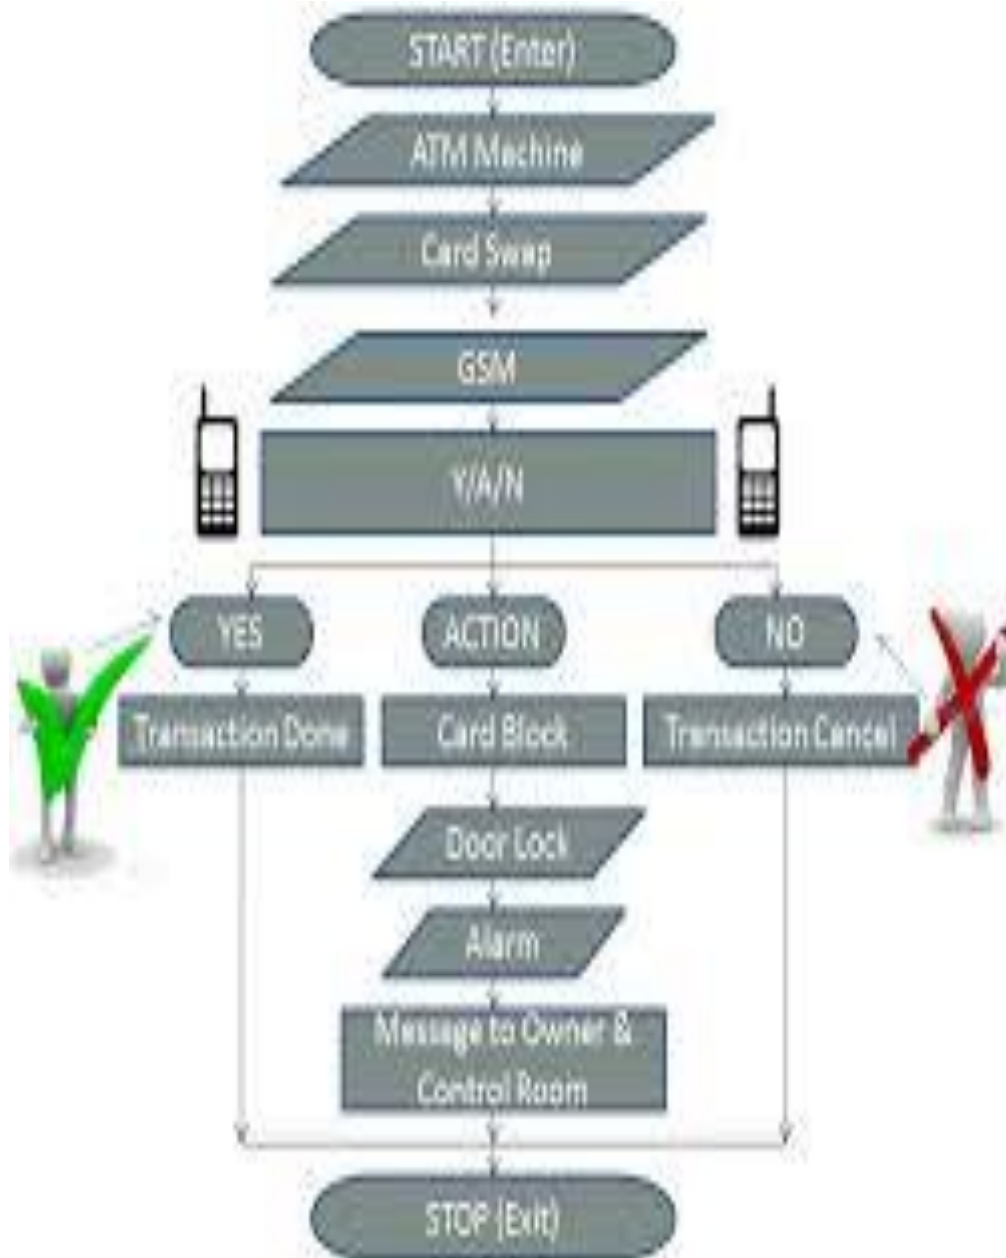 START (Enter)
ATM Machine
Card Swap
GSM
Y/A/N
YES
ACTION
NO
Transaction Done
Card Block
Transaction Cancel
Door Lock
Alarm
Message to Owner &
Control Room
STOP (Exit)